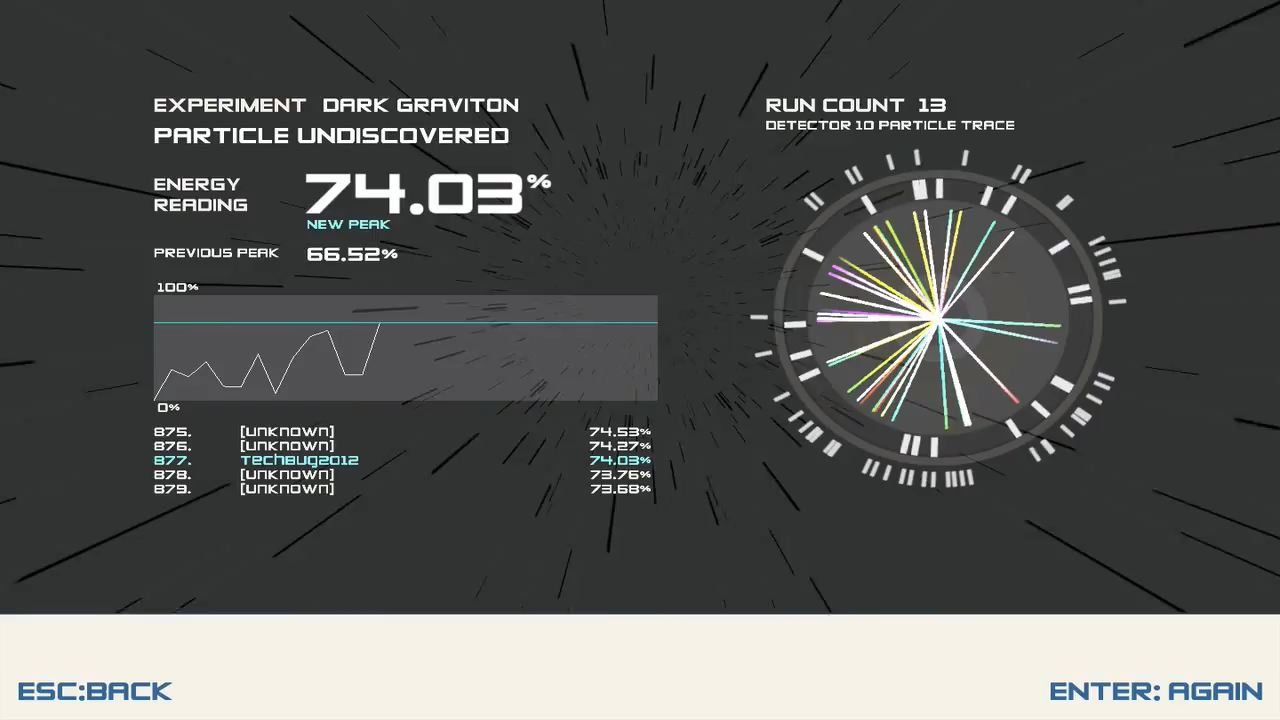 EXPERIMENT DARK GRAVITON
PARTICLE UNDISCOVERED
ENERGY READING 74.03%
NEW PEAK
PREVIOUS PEAK 66.52%
100%
0%
875. [UNKNOWN] 74.53%
876. [UNKNOWN] 74.27%
877. TECHBUG2012 74.03%
878. [UNKNOWN] 73.76%
879. [UNKNOWN] 73.68%
RUN COUNT 13
DETECTOR 10 PARTICLE TRACE
ESC:BACK
ENTER: AGAIN